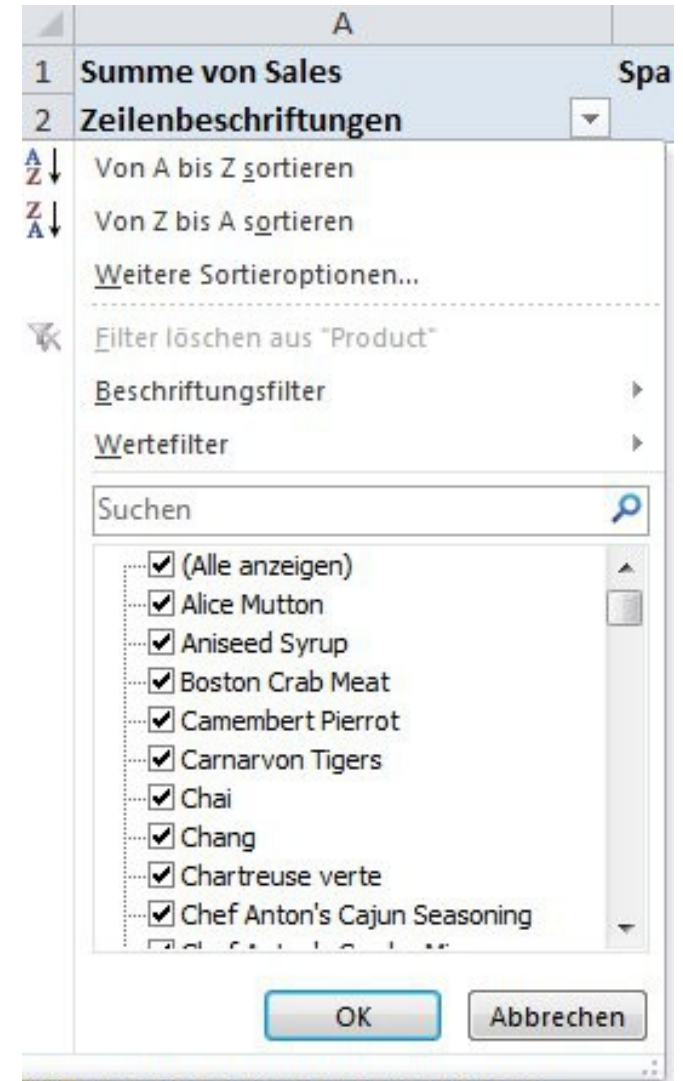 A
1 Summe von Sales Spa
2 Zeilenbeschriftungen
A Z Von A bis Z sortieren
Z A Von Z bis A sortieren
Weitere Sortieroptionen...
Filter löschen aus "Product"
Beschriftungsfilter
Wertefilter
Suchen
(Alle anzeigen)
Alice Mutton
Aniseed Syrup
Boston Crab Meat
Camembert Pierrot
Carnarvon Tigers
Chai
Chang
Chartreuse verte
Chef Anton's Cajun Seasoning
OK Abbrechen